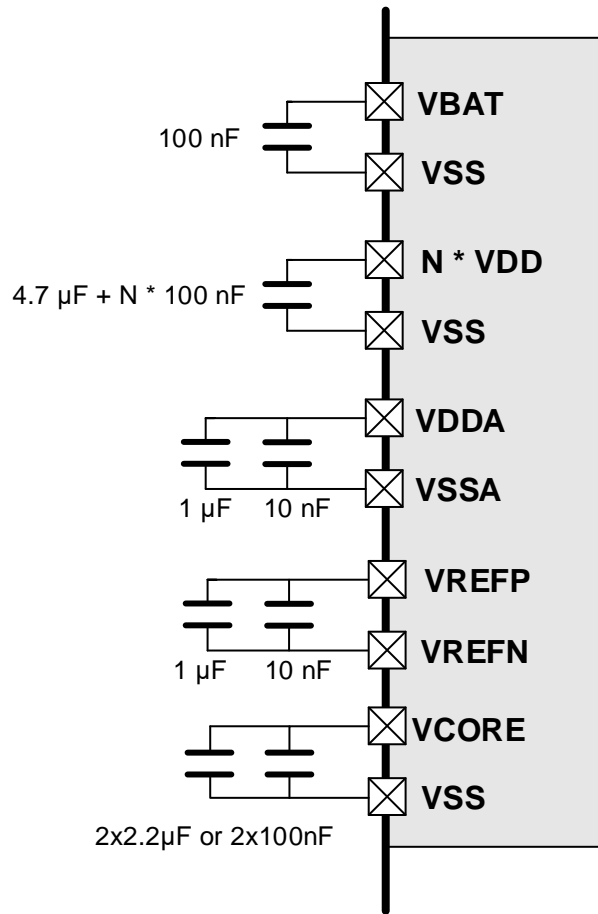 VBAT
100 nF
VSS
N * VDD
4.7 µF + N * 100 nF
VSS
VDDA
VSSA
1 µF 10 nF
VREFP
VREFN
1 µF 10 nF
VCORE
VSS
2x2.2µF or 2x100nF